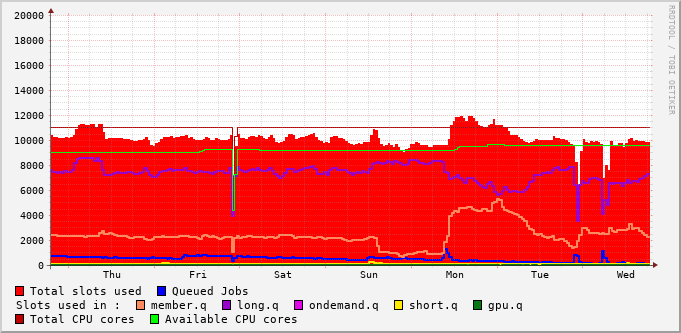 20000
18000
16000
14000
12000
10000
8000
6000
4000
2000
0
Thu Fri Sat Sun Mon Tue Wed
RRDTOOL / TOBI OETIKER
Total slots used Queued Jobs
Slots used in : member.q long.q ondemand.q short.q gpu.q
Total CPU cores Available CPU cores